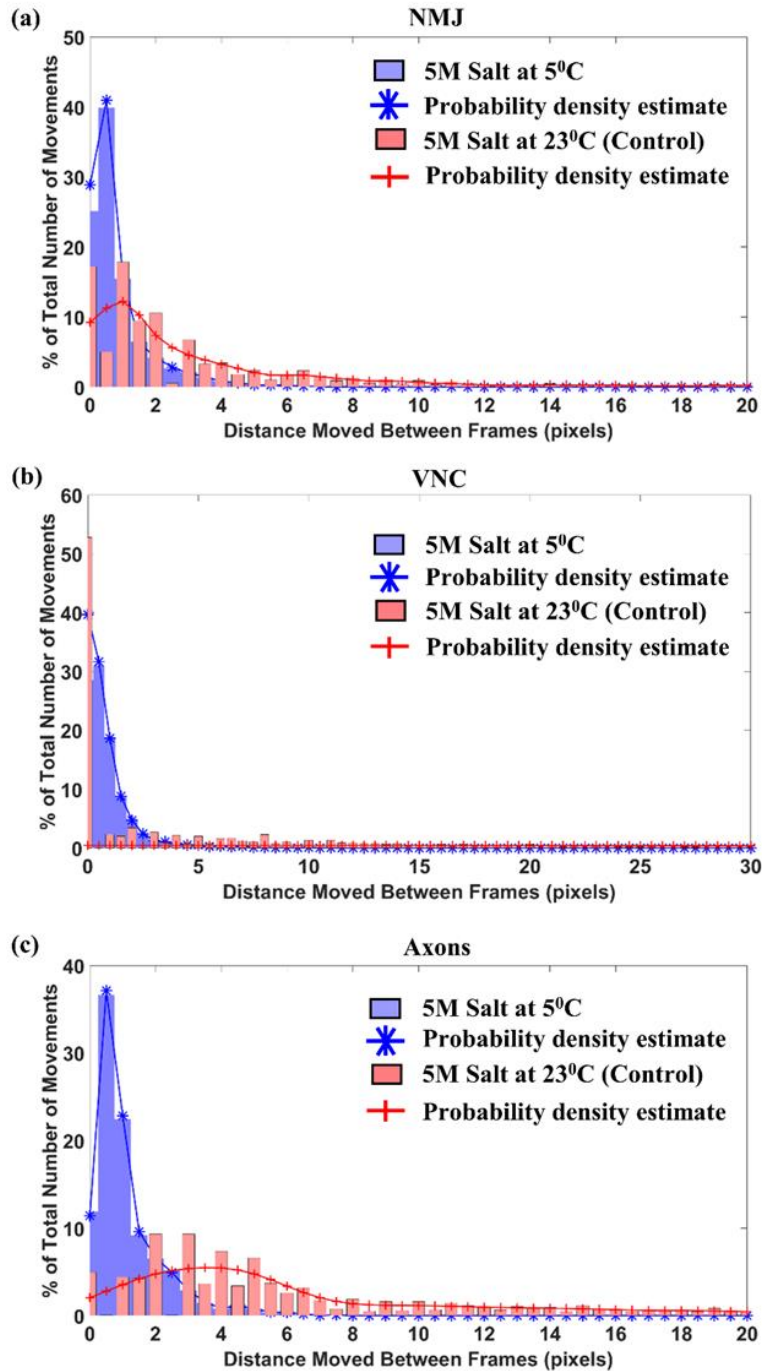 (a)
NMJ
50
40
30
20
10
0
% of Total Number of Movements
5M Salt at 5⁰C
Probability density estimate
5M Salt at 23⁰C (Control)
Probability density estimate
0 2 4 6 8 10 12 14 16 18 20
Distance Moved Between Frames (pixels)
(b)
VNC
60
50
40
30
20
10
0
% of Total Number of Movements
5M Salt at 5⁰C
Probability density estimate
5M Salt at 23⁰C (Control)
Probability density estimate
0 5 10 15 20 25 30
Distance Moved Between Frames (pixels)
(c)
Axons
40
30
20
10
0
% of Total Number of Movements
5M Salt at 5⁰C
Probability density estimate
5M Salt at 23⁰C (Control)
Probability density estimate
0 2 4 6 8 10 12 14 16 18 20
Distance Moved Between Frames (pixels)